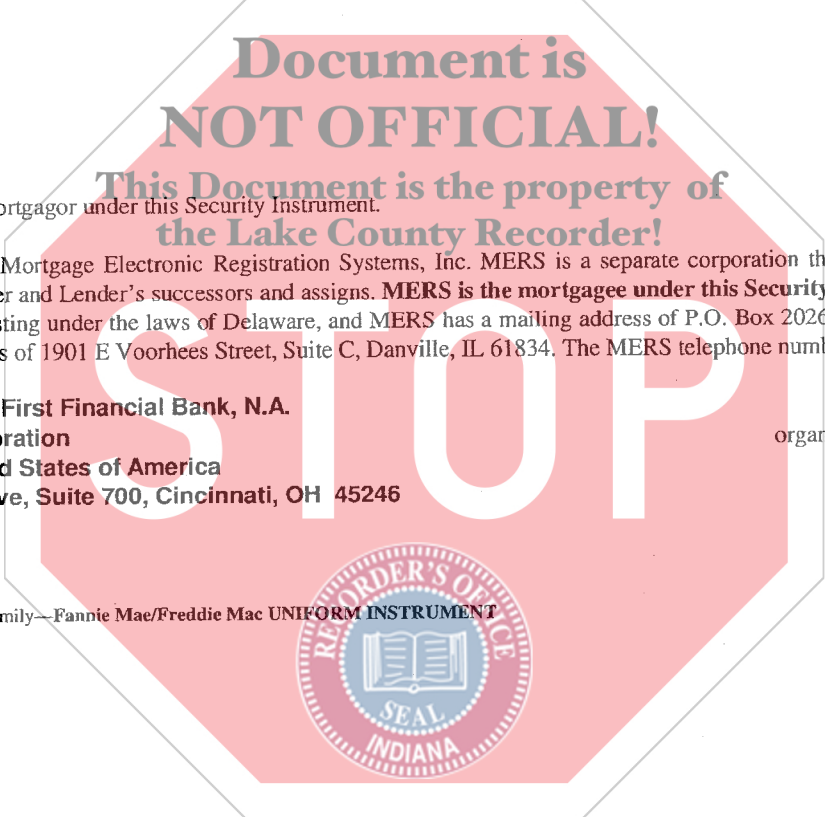 Document is
NOT OFFICIAL!
This Document is the property of
ortgagor under this Security Instrument.
the Lake County Recorder!
Mortgage Electronic Registration Systems, Inc. MERS is a separate corporation th
er and Lender's successors and assigns. MERS is the mortgagee under this Security
sting under the laws of Delaware, and MERS has a mailing address of P.O. Box 2026
s of 1901 E Voorhees Street, Suite C, Danville, IL 61834. The MERS telephone numb
First Financial Bank, N.A.
oration
organ
d States of America
ve, Suite 700, Cincinnati, OH 45246
STOP
RECORDER'S OFFICE
mily—Fannie Mae/Freddie Mac UNIFORM INSTRUMENT
SEAL
INDIANA